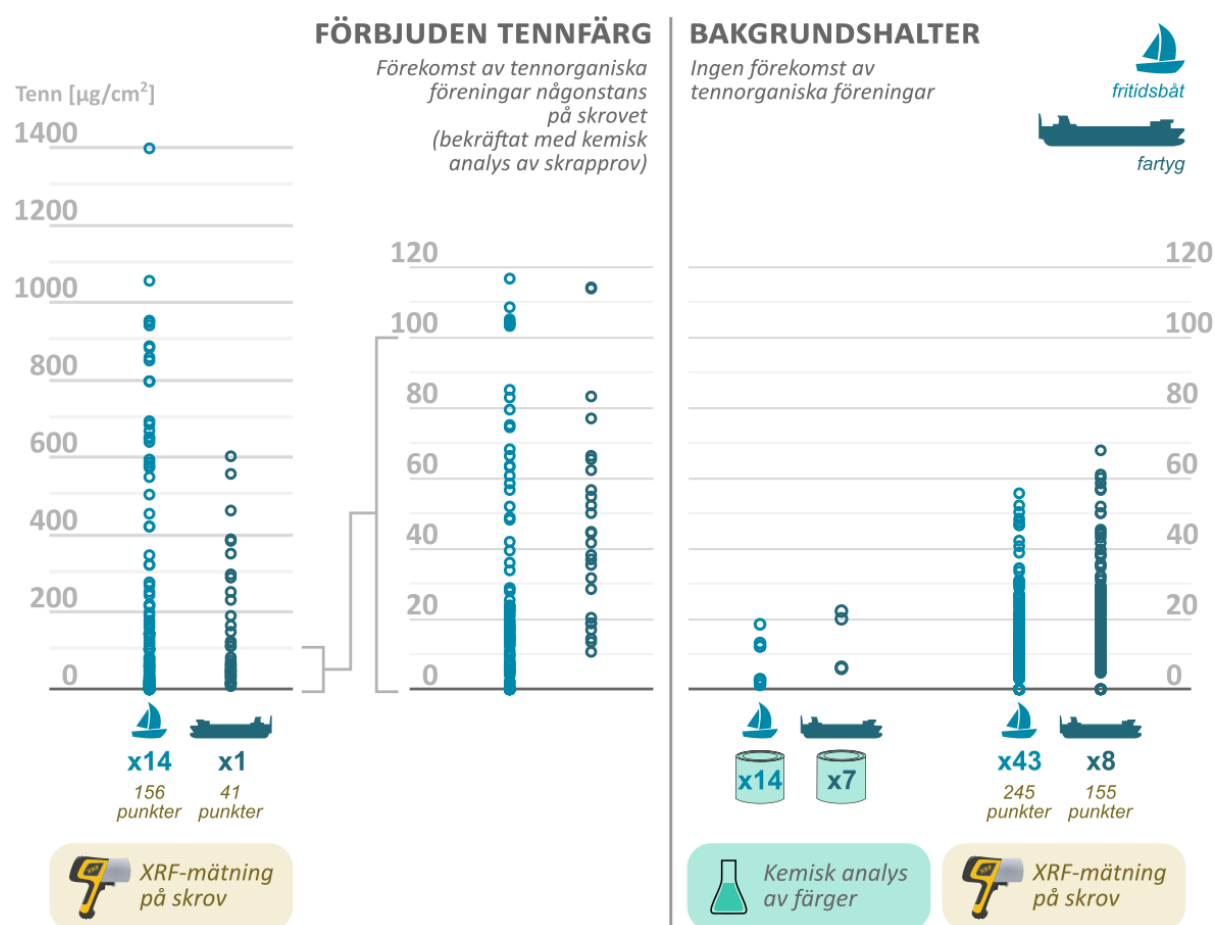 FÖRBJUDEN TENNFÄRG
Förekomst av tennorganiska
föreningar någonstans
på skrovet
(bekräftat med kemisk
analys av skrapprov)
BAKGRUNDSHALTER
Ingen förekomst av
tennorganiska föreningar
fritidsbåt
fartyg
Tenn [µg/cm²]
1400
1200
1000
800
600
400
200
0
120
100
80
60
40
20
0
120
100
80
60
40
20
0
x14
156
punkter
x1
41
punkter
x14
x7
x43
245
punkter
x8
155
punkter
XRF-mätning
på skrov
Kemisk analys
av färger
XRF-mätning
på skrov